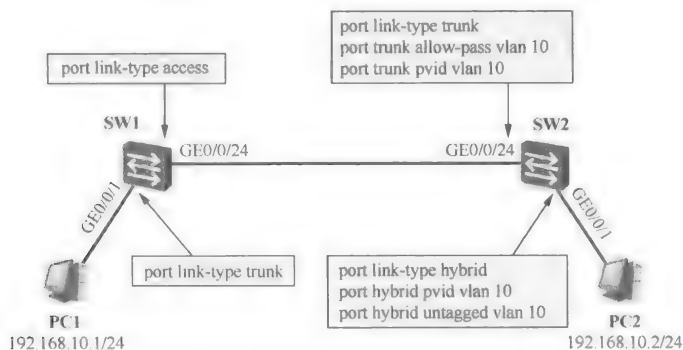 port link-type trunk
port trunk allow-pass vlan 10
port trunk pvid vlan 10
port link-type access
SW1
SW2
GE0/0/24
GE0/0/24
GE0/0/1
GE0/0/1
port link-type trunk
port link-type hybrid
port hybrid pvid vlan 10
port hybrid untagged vlan 10
PC1
PC2
192.168.10.1/24
192.168.10.2/24